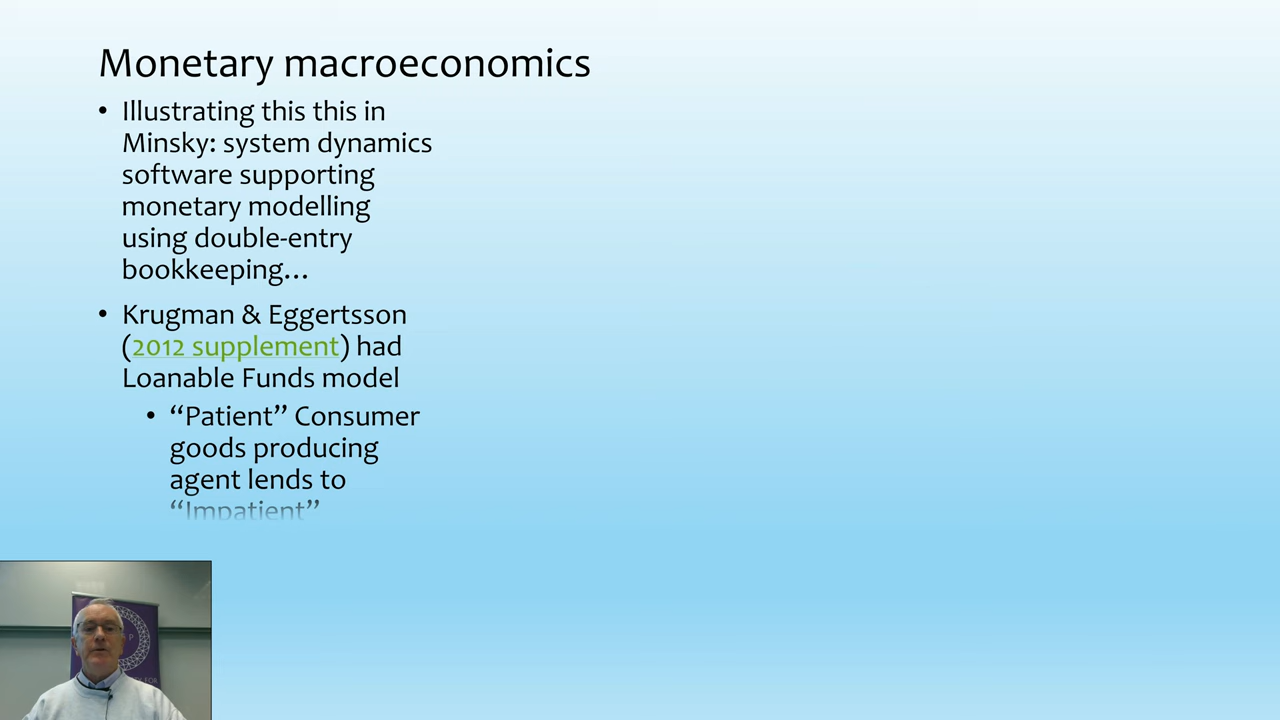 Monetary macroeconomics
• Illustrating this this in
Minsky: system dynamics
software supporting
monetary modelling
using double-entry
bookkeeping…
• Krugman & Eggertsson
(2012 supplement) had
Loanable Funds model
• “Patient” Consumer
goods producing
agent lends to
“Impatient”